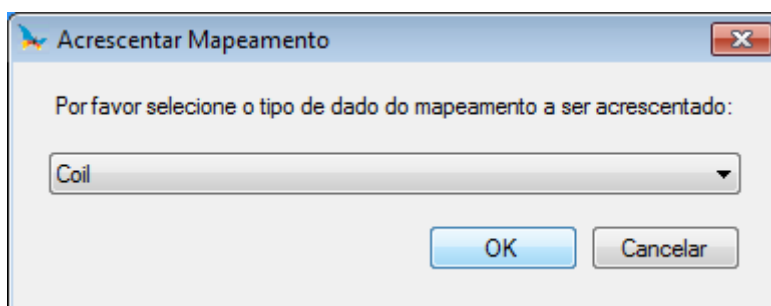 Acrescentar Mapeamento
Por favor selecione o tipo de dado do mapeamento a ser acrescentado:
Coil
OK Cancelar